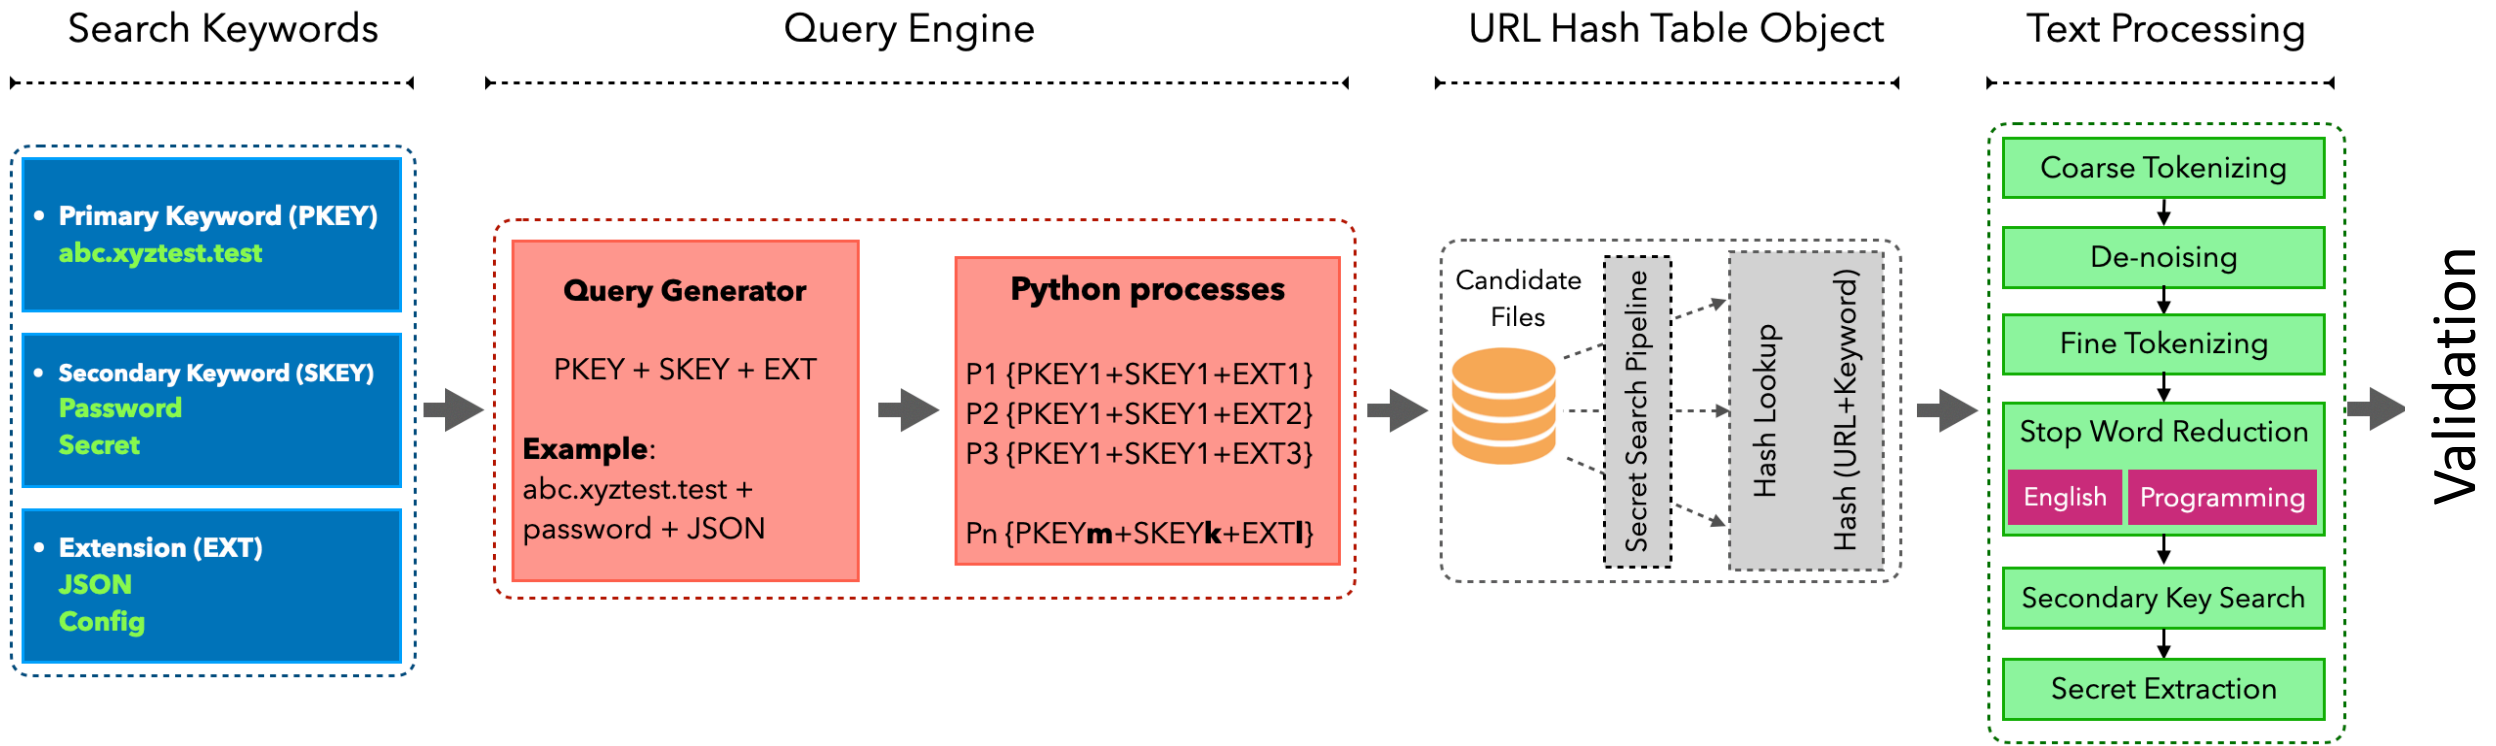 Search Keywords
Query Engine
URL Hash Table Object
Text Processing
• Primary Keyword (PKEY)
abc.xyztest.test
• Secondary Keyword (SKEY)
Password
Secret
• Extension (EXT)
JSON
Config
Query Generator
PKEY + SKEY + EXT
Example:
abc.xyztest.test +
password + JSON
Python processes
P1 {PKEY1+SKEY1+EXT1}
P2 {PKEY1+SKEY1+EXT2}
P3 {PKEY1+SKEY1+EXT3}
Pn {PKEYm+SKEYk+EXTl}
Candidate
Files
Secret Search Pipeline
Hash Lookup
Hash (URL+Keyword)
Coarse Tokenizing
De-noising
Fine Tokenizing
Stop Word Reduction
English
Programming
Secondary Key Search
Secret Extraction
Validation